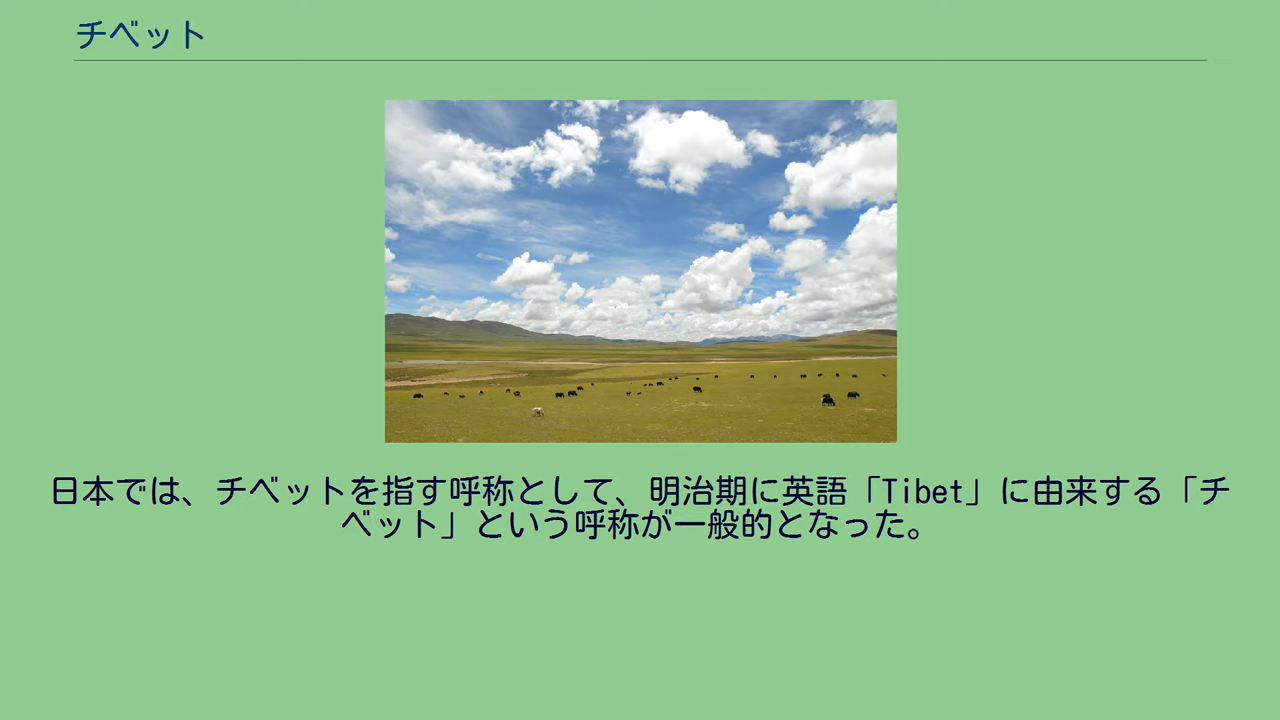 チベット
日本では、チベットを指す呼称として、明治期に英語「Tibet」に由来する「チ
ベット」という呼称が一般的となった。